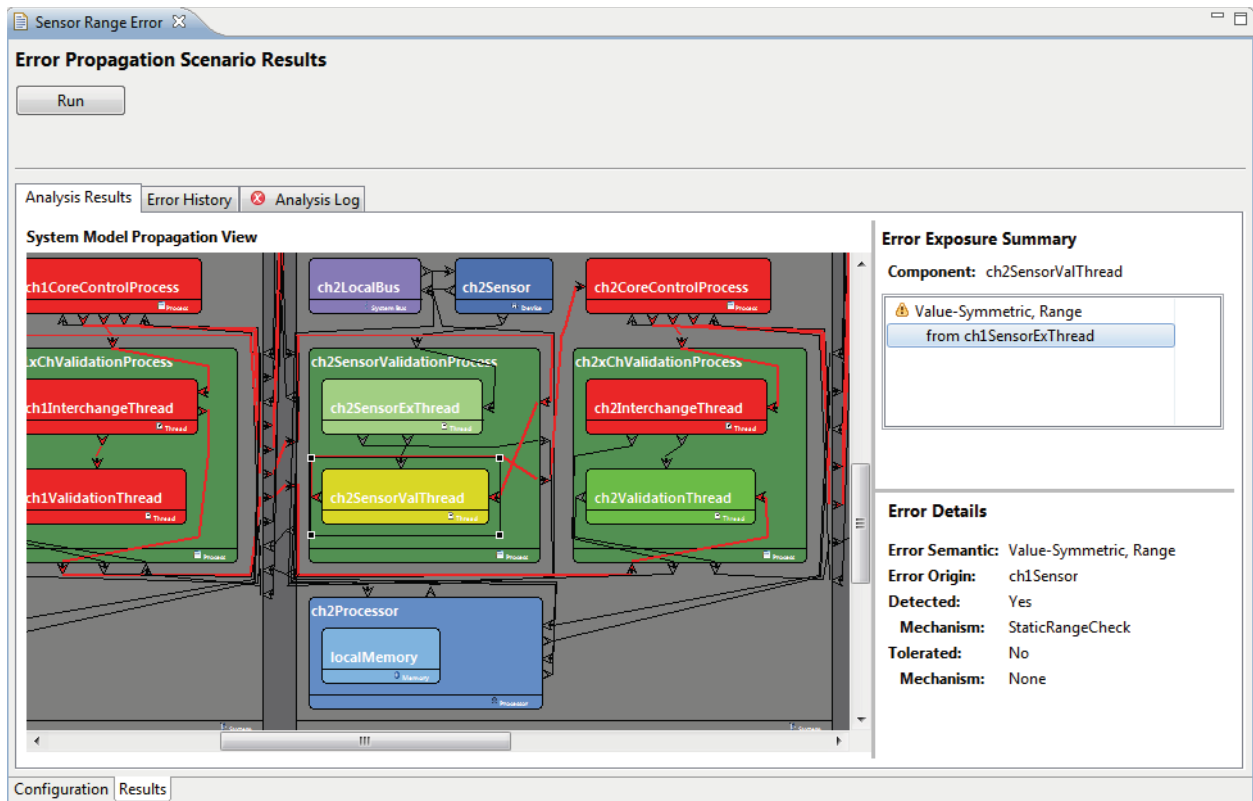 Sensor Range Error
Error Propagation Scenario Results
Run
Analysis Results Error History Analysis Log
System Model Propagation View
ch1CoreControlProcess
Process
ch2LocalBus
System Bus
ch2Sensor
Device
ch2CoreControlProcess
Process
1xChValidationProcess
ch1InterchangeThread
Thread
ch1ValidationThread
Thread
Process
ch2SensorValidationProcess
ch2SensorExThread
Thread
ch2SensorValThread
Thread
Process
ch2xChValidationProcess
ch2InterchangeThread
Thread
ch2ValidationThread
Thread
Process
ch2Processor
localMemory
Memory
Processor
Error Exposure Summary
Component: ch2SensorValThread
Value-Symmetric, Range
from ch1SensorExThread
Error Details
Error Semantic: Value-Symmetric, Range
Error Origin: ch1Sensor
Detected: Yes
Mechanism: StaticRangeCheck
Tolerated: No
Mechanism: None
Configuration Results